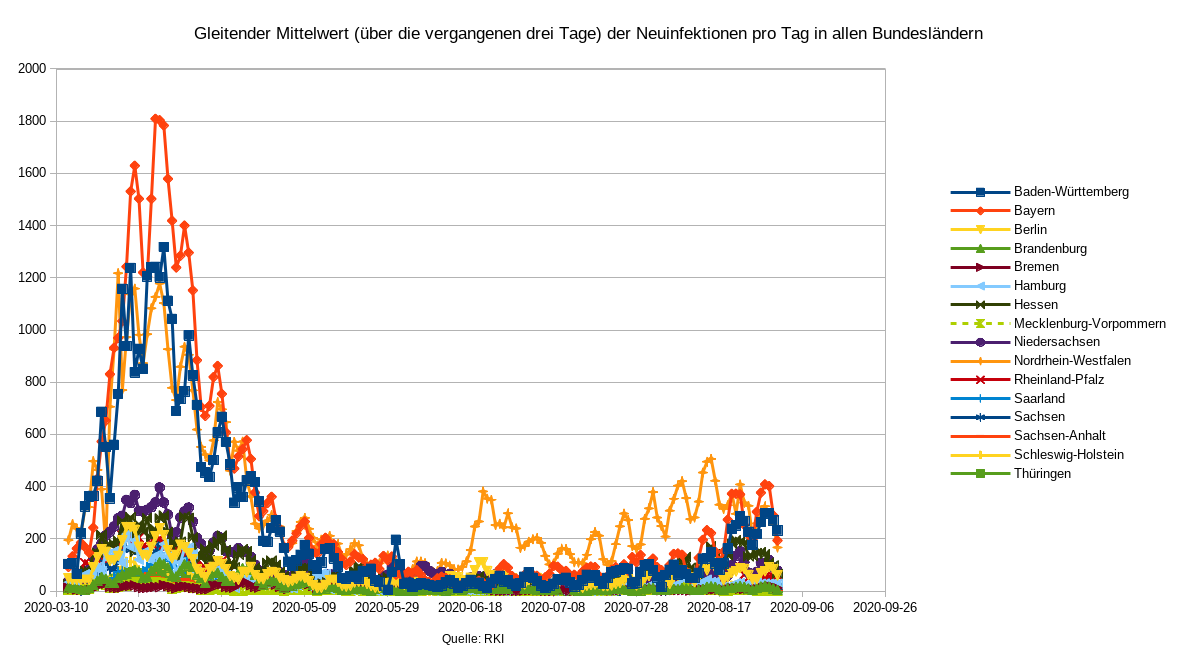 Gleitender Mittelwert (über die vergangenen drei Tage) der Neuinfektionen pro Tag in allen Bundesländern
2000
1800
1600
1400
1200
1000
800
600
400
200
0
2020-03-10 2020-03-30 2020-04-19 2020-05-09 2020-05-29 2020-06-18 2020-07-08 2020-07-28 2020-08-17 2020-09-06 2020-09-26
Quelle: RKI
Baden-Württemberg
Bayern
Berlin
Brandenburg
Bremen
Hamburg
Hessen
Mecklenburg-Vorpommern
Niedersachsen
Nordrhein-Westfalen
Rheinland-Pfalz
Saarland
Sachsen
Sachsen-Anhalt
Schleswig-Holstein
Thüringen